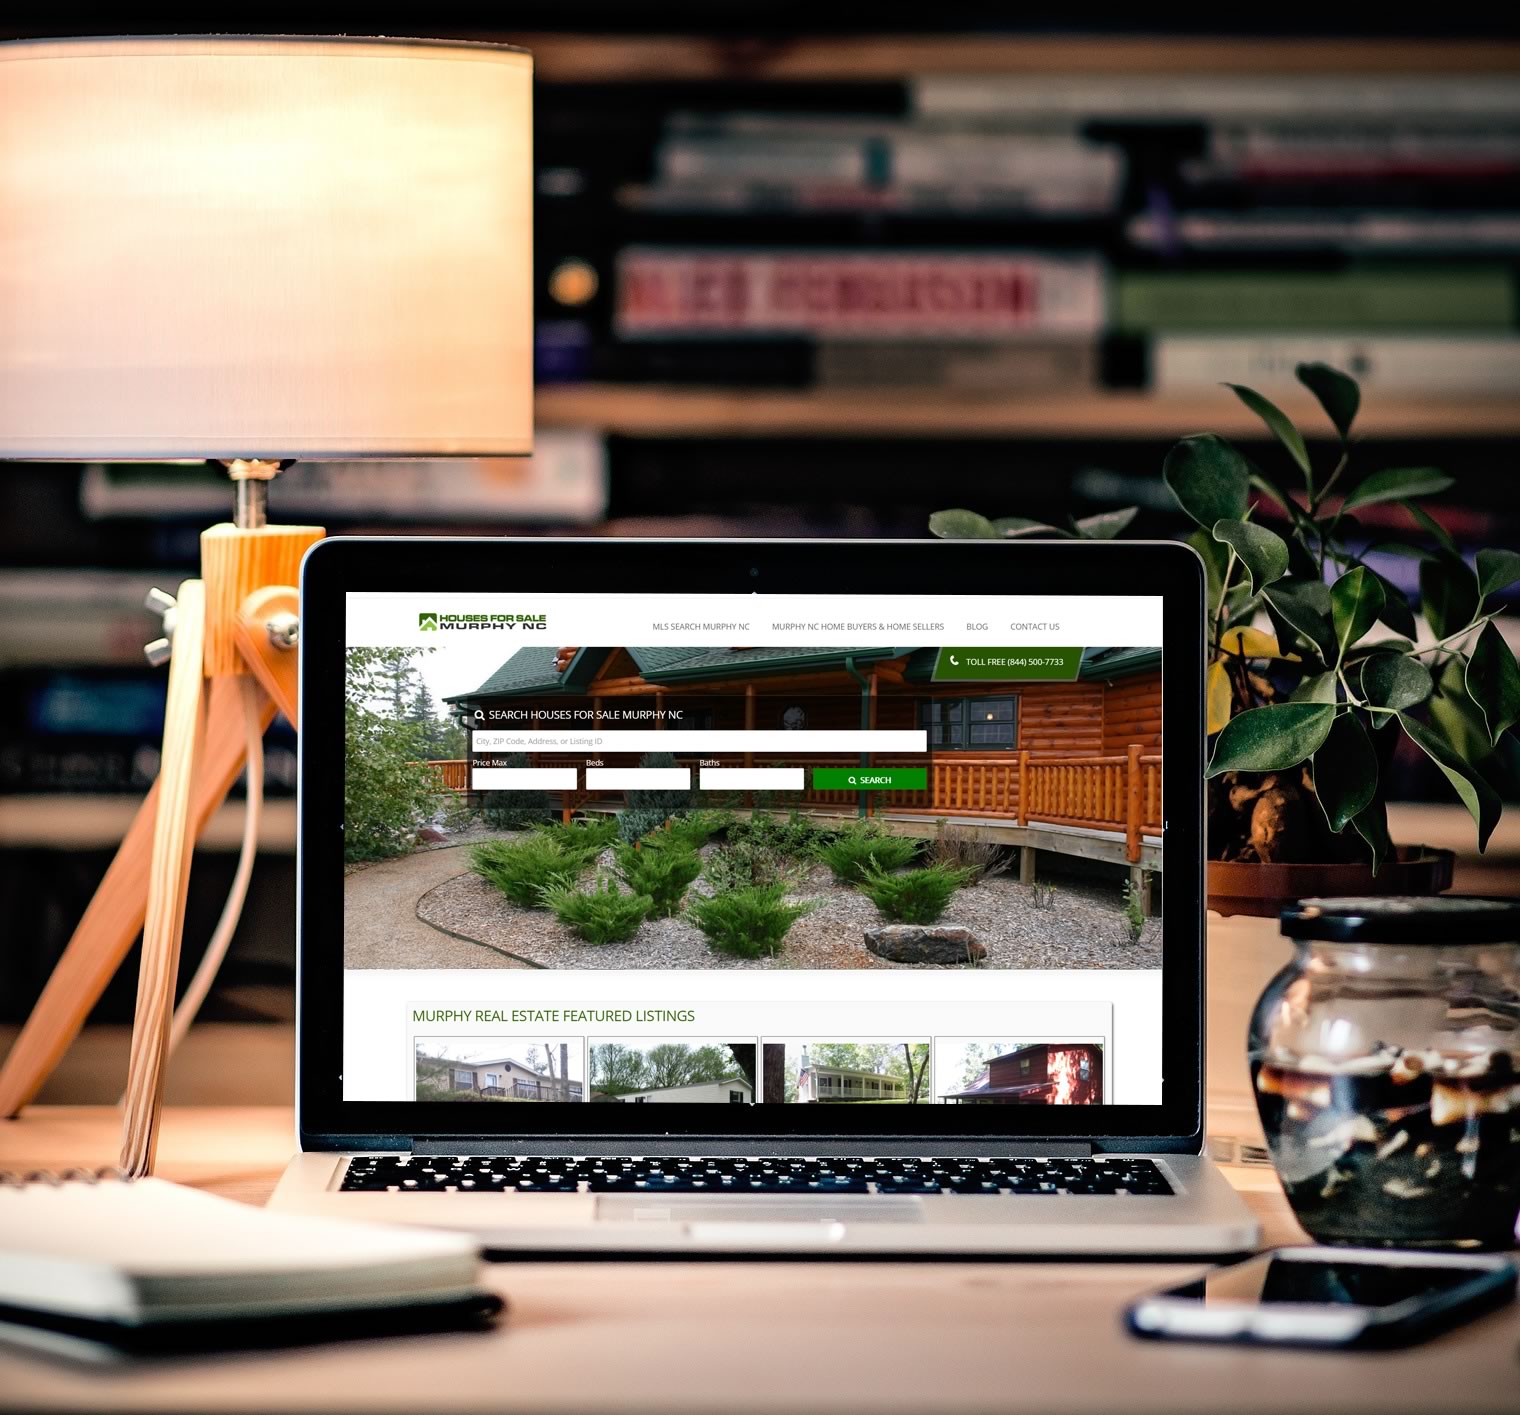 ALEX FERGUSON
HOUSES FOR SALE
MURPHY NC
MLS SEARCH MURPHY NC
MURPHY NC HOME BUYERS & HOME SELLERS
BLOG
CONTACT US
TOLL FREE (844) 500-7733
SEARCH HOUSES FOR SALE MURPHY NC
City, ZIP Code, Address, or Listing ID
Price Max
Beds
Baths
SEARCH
MURPHY REAL ESTATE FEATURED LISTINGS